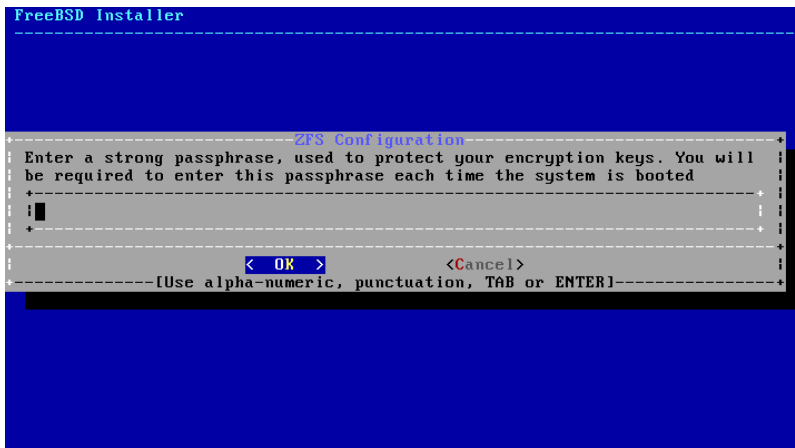 FreeBSD Installer
ZFS Configuration
Enter a strong passphrase, used to protect your encryption keys. You will
be required to enter this passphrase each time the system is booted
< OK > <Cancel>
[Use alpha-numeric, punctuation, TAB or ENTER]